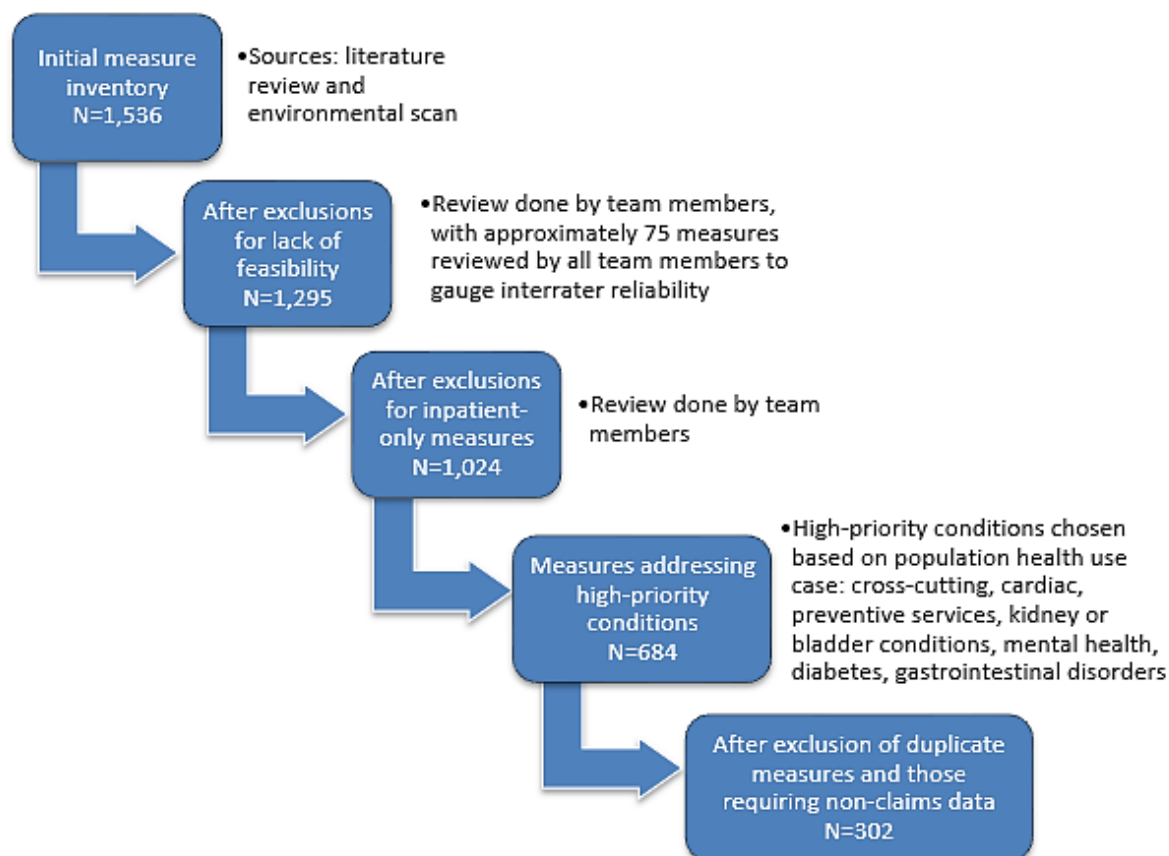 Initial measure
inventory
N=1,536
•Sources: literature
review and
environmental scan
After exclusions
for lack of
feasibility
N=1,295
•Review done by team members,
with approximately 75 measures
reviewed by all team members to
gauge interrater reliability
After exclusions
for inpatient-
only measures
N=1,024
•Review done by team
members
Measures addressing
high-priority
conditions
N=684
•High-priority conditions chosen
based on population health use
case: cross-cutting, cardiac,
preventive services, kidney or
bladder conditions, mental health,
diabetes, gastrointestinal disorders
After exclusion of duplicate
measures and those
requiring non-claims data
N=302